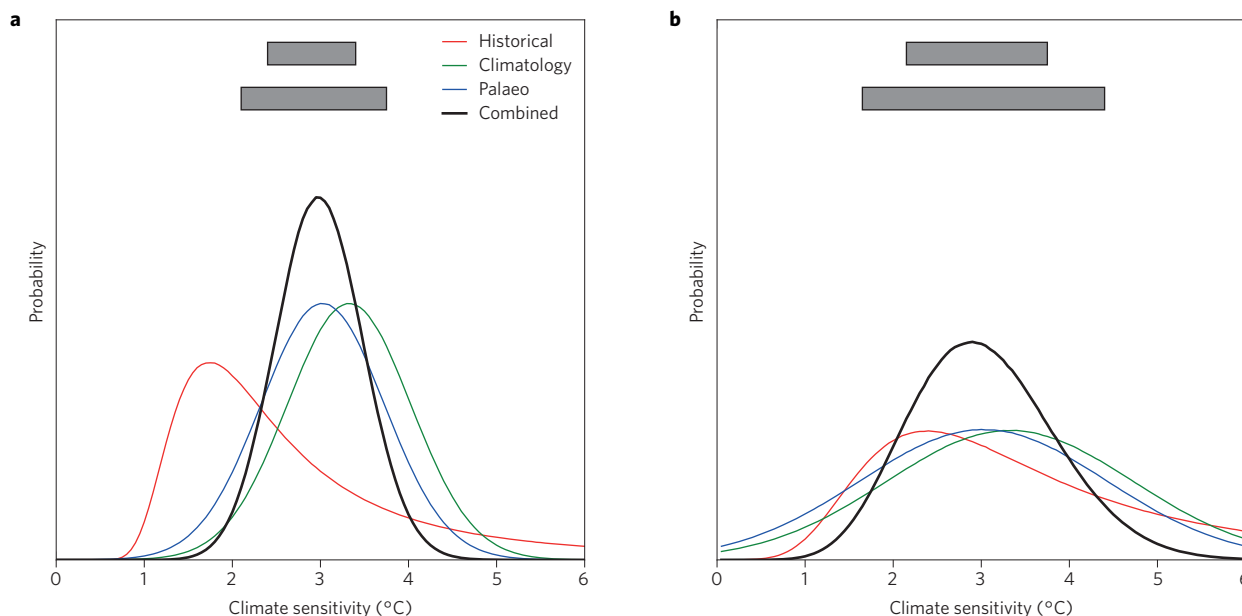 a
Historical
Climatology
Palaeo
Combined
Probability
0 1 2 3 4 5 6
Climate sensitivity (°C)
b
Probability
0 1 2 3 4 5 6
Climate sensitivity (°C)